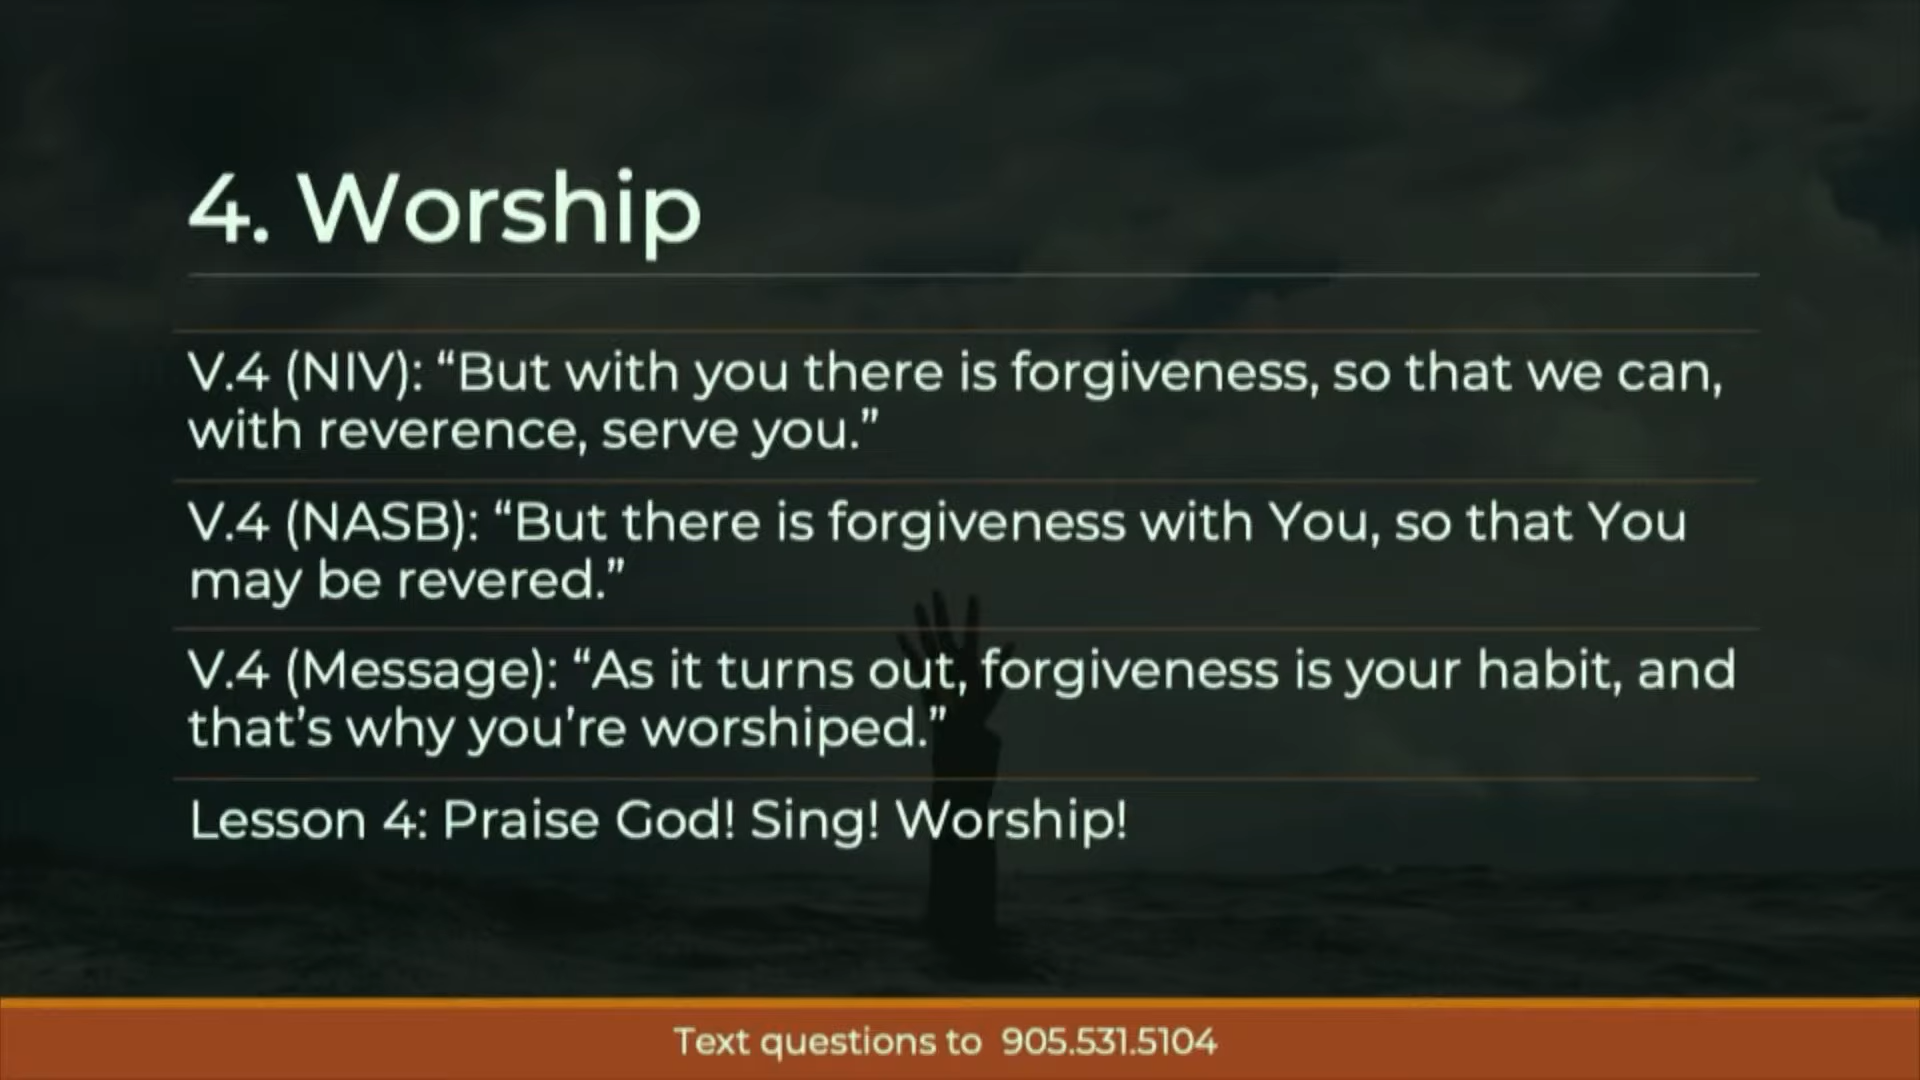 4. Worship
V.4 (NIV): “But with you there is forgiveness, so that we can,
with reverence, serve you.”
V.4 (NASB): “But there is forgiveness with You, so that You
may be revered.”
V.4 (Message): “As it turns out, forgiveness is your habit, and
that’s why you’re worshiped.”
Lesson 4: Praise God! Sing! Worship!
Text questions to 905.531.5104